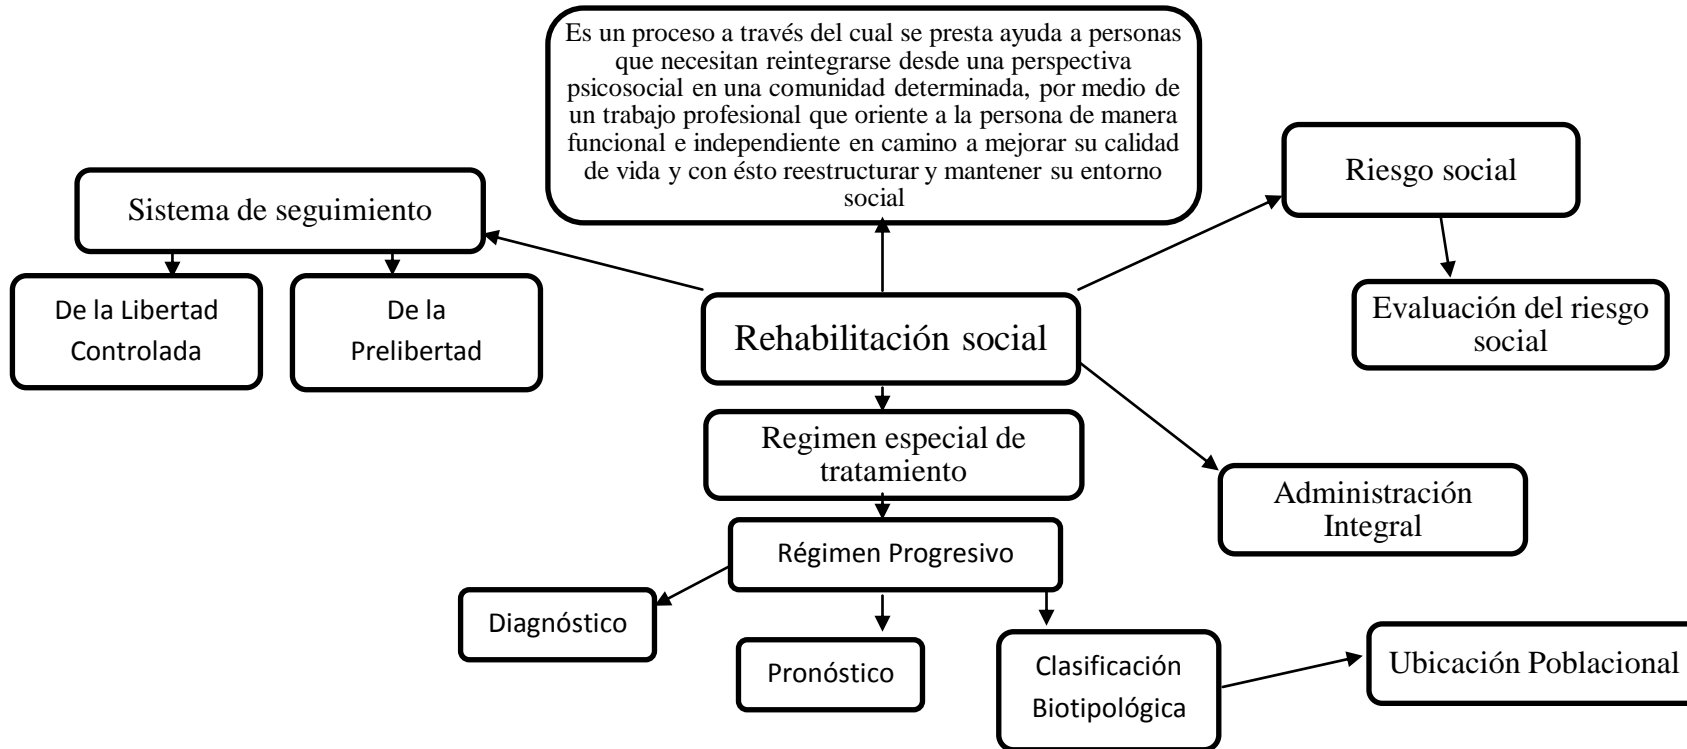 Es un proceso a través del cual se presta ayuda a personas
que necesitan reintegrarse desde una perspectiva
psicosocial en una comunidad determinada, por medio de
un trabajo profesional que oriente a la persona de manera
funcional e independiente en camino a mejorar su calidad
de vida y con ésto reestructurar y mantener su entorno
social
Riesgo social
Sistema de seguimiento
De la Libertad
Controlada
De la
Prelibertad
Evaluación del riesgo
social
Rehabilitación social
Regimen especial de
tratamiento
Administración
Integral
Régimen Progresivo
Diagnóstico
Pronóstico
Clasificación
Biotipológica
Ubicación Poblacional